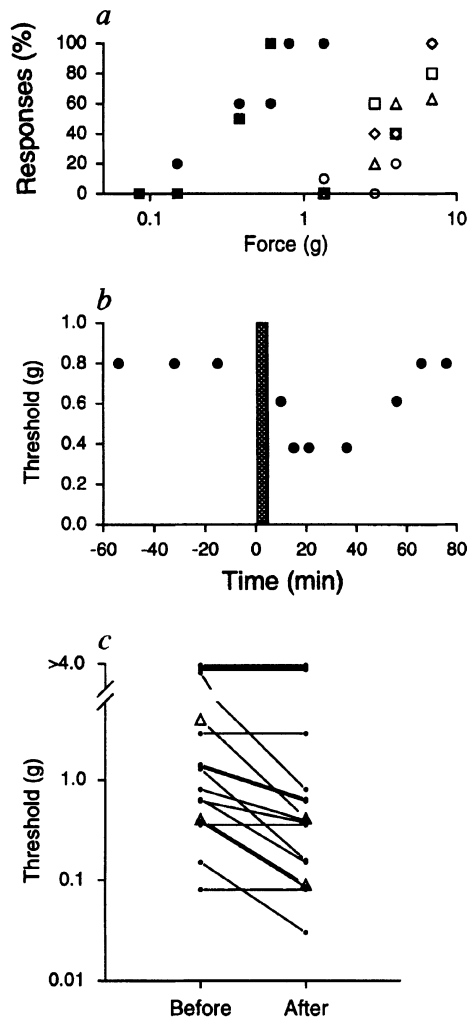 a
Responses (%)
100
80
60
40
20
0
0.1
1
10
Force (g)
b
Threshold (g)
1.0
0.8
0.6
0.4
0.2
0.0
-60
-40
-20
0
20
40
60
80
Time (min)
c
Threshold (g)
>4.0
1.0
0.1
0.01
Before
After